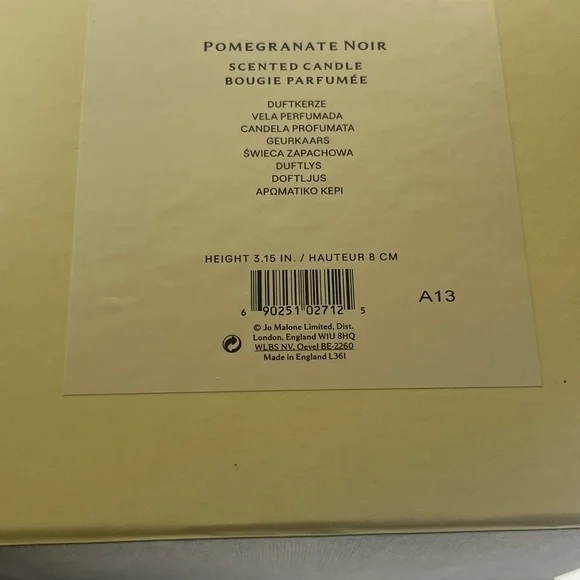 POMEGRANATE NOIR
SCENTED CANDLE
BOUGIE PARFUMÉE
DUFTKERZE
VELA PERFUMADA
CANDELA PROFUMATA
GEURKAARS
ŚWIECA ZAPACHOWA
DUFTLYS
DOFTLJUS
ΑΡΩΜΑΤΙΚΟ ΚΕΡΙ
HEIGHT 3.15 IN. / HAUTEUR 8 CM
6 90251 02712 5
A13
© Jo Malone Limited, Dist.
London, England W1U 8HQ
WLBS NV, Oevel BE-2260
Made in England L361